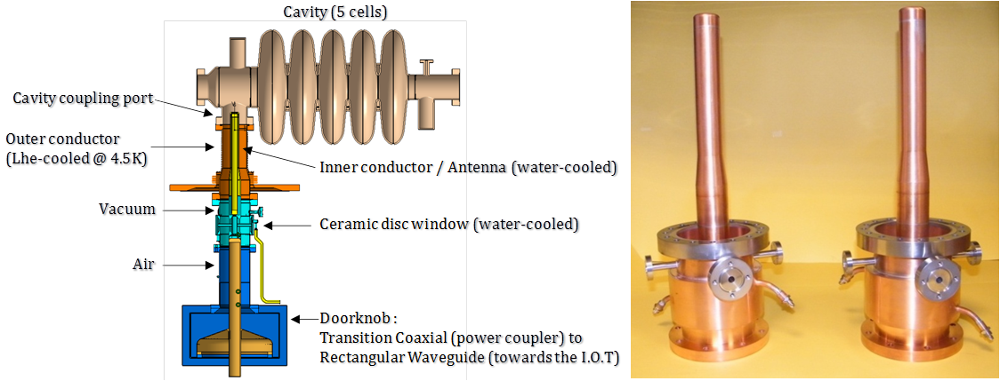 Cavity (5 cells)
Cavity coupling port
Outer conductor
(Lhe-cooled @ 4.5K)
Inner conductor / Antenna (water-cooled)
Vacuum
Ceramic disc window (water-cooled)
Air
Doorknob :
Transition Coaxial (power coupler) to
Rectangular Waveguide (towards the I.O.T)